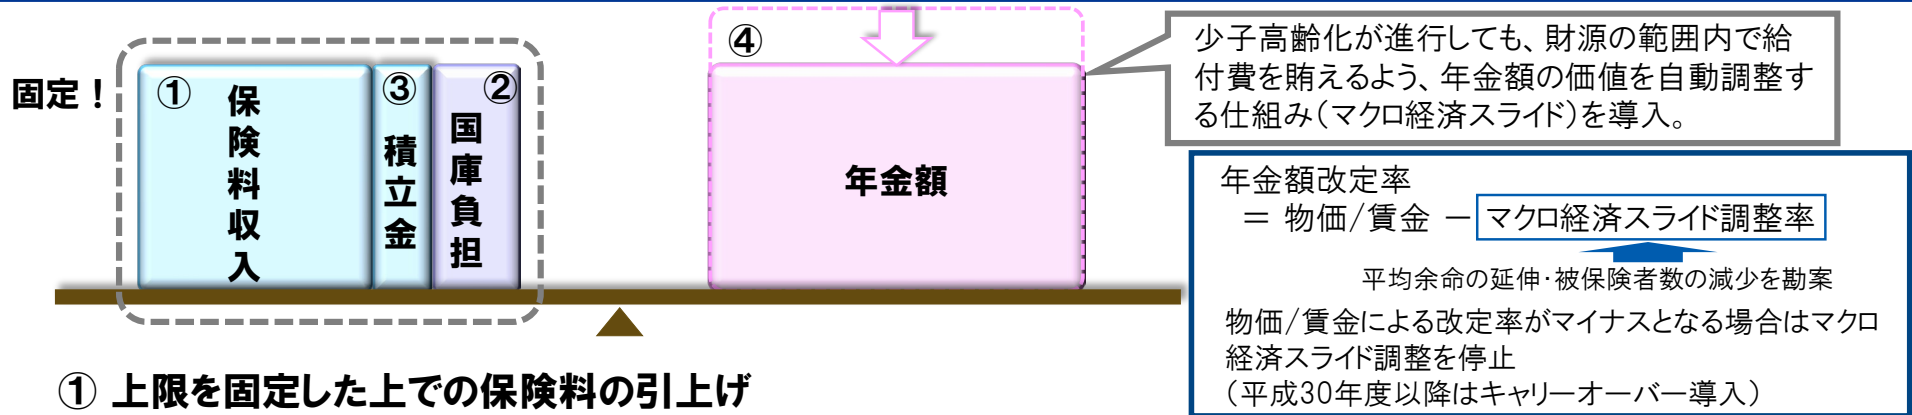 固定！
①
保険料収入
③
積立金
②
国庫負担
④
年金額
少子高齢化が進行しても、財源の範囲内で給
付費を賄えるよう、年金額の価値を自動調整す
る仕組み（マクロ経済スライド）を導入。
年金額改定率
＝ 物価/賃金 － マクロ経済スライド調整率
平均余命の延伸・被保険者数の減少を勘案
物価/賃金による改定率がマイナスとなる場合はマクロ
経済スライド調整を停止
（平成30年度以降はキャリーオーバー導入）
① 上限を固定した上での保険料の引上げ